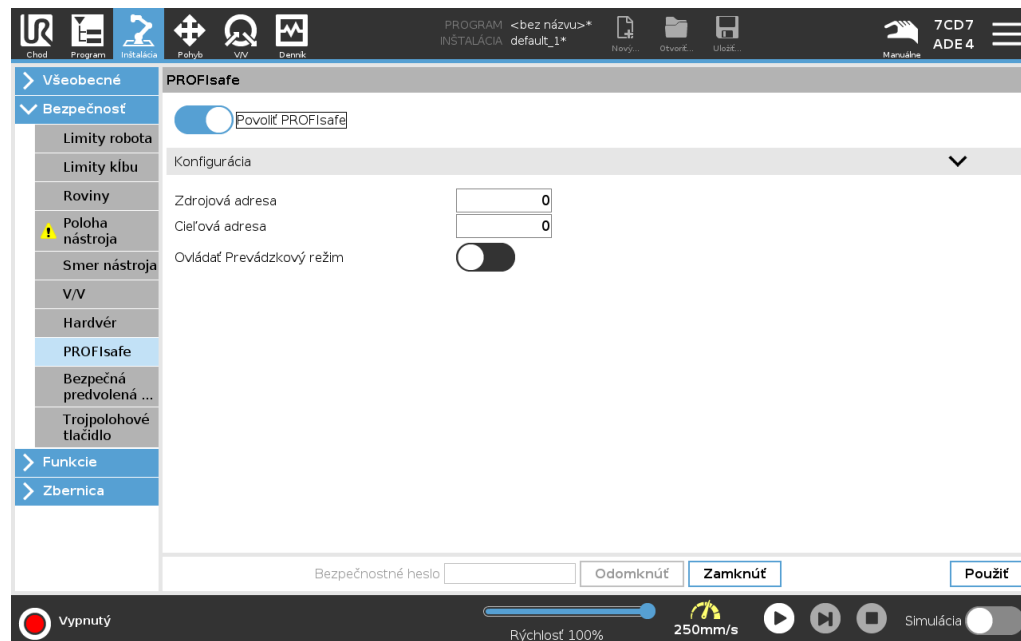 Chod
Program
Inštalácia
Pohyb
V/V
Denník
PROGRAM <bez názvu>*
INŠTALÁCIA default_1*
Nový...
Otvoriť...
Uložiť...
Manuálne
7CD7
ADE4
Všeobecné
Bezpečnosť
Limity robota
Limity kĺbu
Roviny
Poloha
nástroja
Smer nástroja
V/V
Hardvér
PROFIsafe
Bezpečná
predvolená ...
Trojpolohové
tlačidlo
Funkcie
Zbernica
PROFIsafe
Povoliť PROFIsafe
Konfigurácia
Zdrojová adresa 0
Cieľová adresa 0
Ovládať Prevádzkový režim
Bezpečnostné heslo
Odomknúť
Zamknúť
Použiť
Vypnutý
Rýchlosť 100%
250mm/s
Simulácia